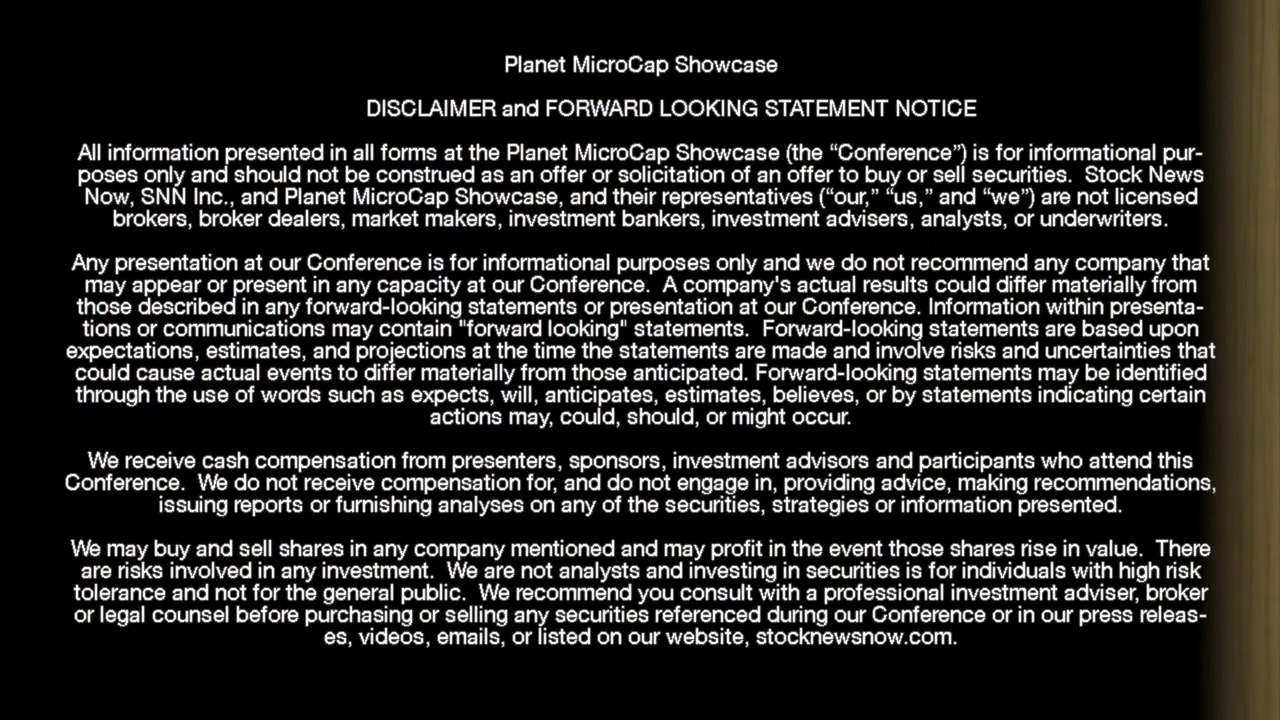 Planet MicroCap Showcase
DISCLAIMER and FORWARD LOOKING STATEMENT NOTICE
All information presented in all forms at the Planet MicroCap Showcase (the “Conference”) is for informational pur-
poses only and should not be construed as an offer or solicitation of an offer to buy or sell securities.  Stock News
Now, SNN Inc., and Planet MicroCap Showcase, and their representatives (“our,” “us,” and “we”) are not licensed
brokers, broker dealers, market makers, investment bankers, investment advisers, analysts, or underwriters.
Any presentation at our Conference is for informational purposes only and we do not recommend any company that
may appear or present in any capacity at our Conference.  A company's actual results could differ materially from
those described in any forward-looking statements or presentation at our Conference. Information within presenta-
tions or communications may contain "forward looking" statements.  Forward-looking statements are based upon
expectations, estimates, and projections at the time the statements are made and involve risks and uncertainties that
could cause actual events to differ materially from those anticipated. Forward-looking statements may be identified
through the use of words such as expects, will, anticipates, estimates, believes, or by statements indicating certain
actions may, could, should, or might occur.
We receive cash compensation from presenters, sponsors, investment advisors and participants who attend this
Conference.  We do not receive compensation for, and do not engage in, providing advice, making recommendations,
issuing reports or furnishing analyses on any of the securities, strategies or information presented.
We may buy and sell shares in any company mentioned and may profit in the event those shares rise in value.  There
are risks involved in any investment.  We are not analysts and investing in securities is for individuals with high risk
tolerance and not for the general public.  We recommend you consult with a professional investment adviser, broker
or legal counsel before purchasing or selling any securities referenced during our Conference or in our press releas-
es, videos, emails, or listed on our website, stocknewsnow.com.